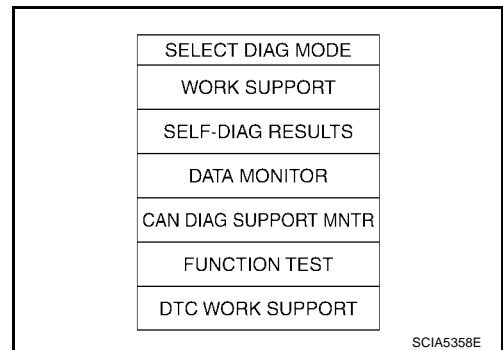 SELECT DIAG MODE
WORK SUPPORT
SELF-DIAG RESULTS
DATA MONITOR
CAN DIAG SUPPORT MNTR
FUNCTION TEST
DTC WORK SUPPORT
SCIA5358E